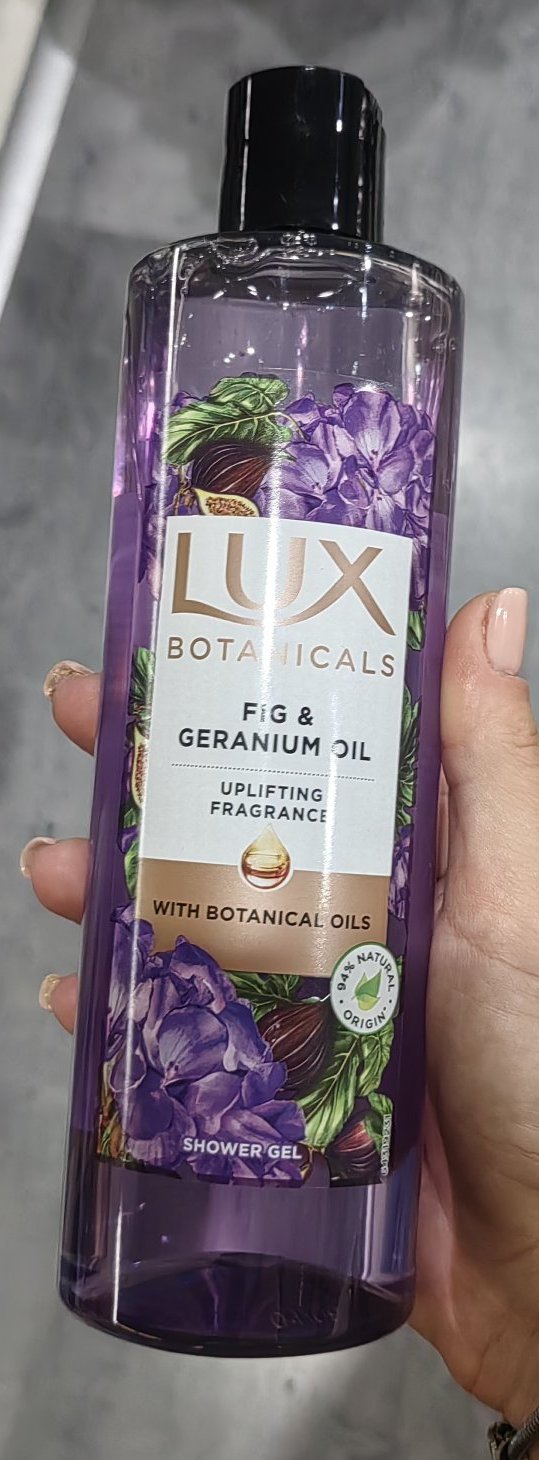 LUX
BOTANICALS
FIG &
GERANIUM OIL
UPLIFTING
FRAGRANCE
WITH BOTANICAL OILS
94% NATURAL
ORIGIN*
SHOWER GEL